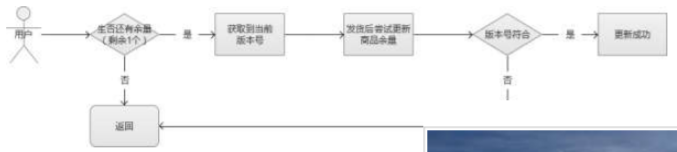 用户
是否还有余量
(剩余1个)
是
获取到当前
版本号
发货后尝试更新
商品余量
版本号符合
是
更新成功
否
否
返回